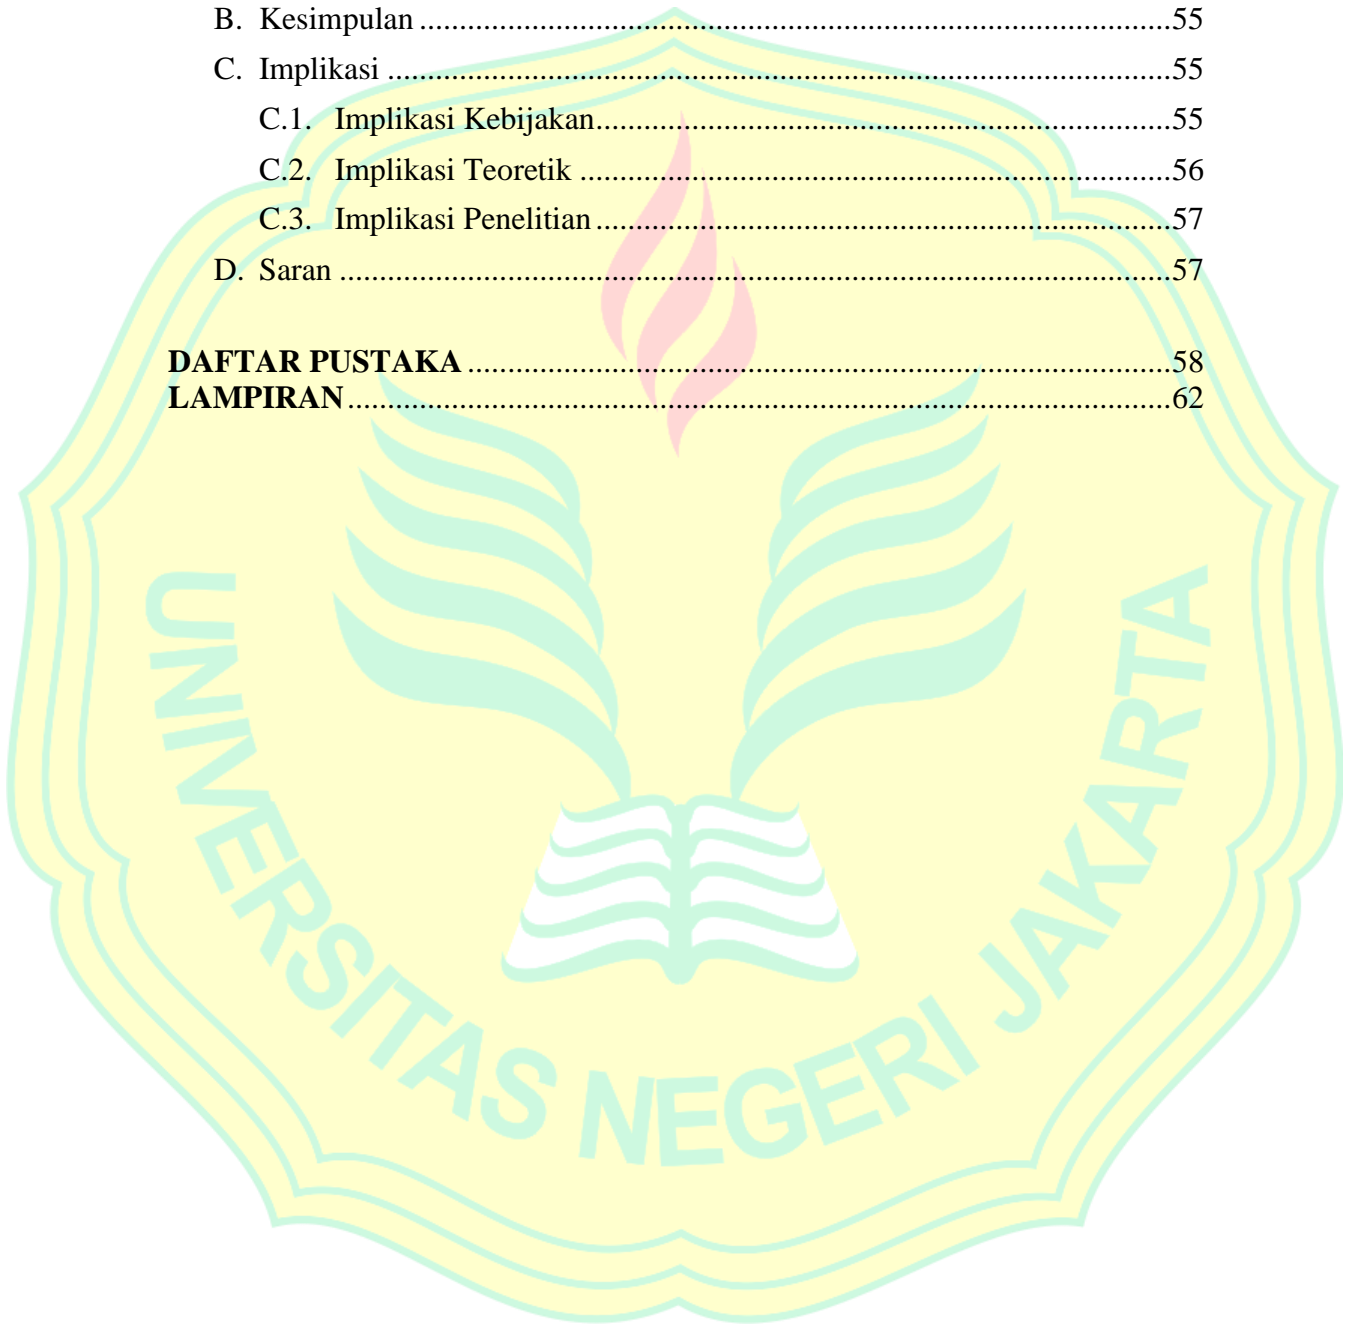 B. Kesimpulan ........................................................................................55
C. Implikasi ............................................................................................55
C.1. Implikasi Kebijakan.....................................................................55
C.2. Implikasi Teoretik .......................................................................56
C.3. Implikasi Penelitian .....................................................................57
D. Saran ..................................................................................................57
DAFTAR PUSTAKA ...................................................................................58
LAMPIRAN..................................................................................................62
UNIVERSITAS NEGERI JAKARTA